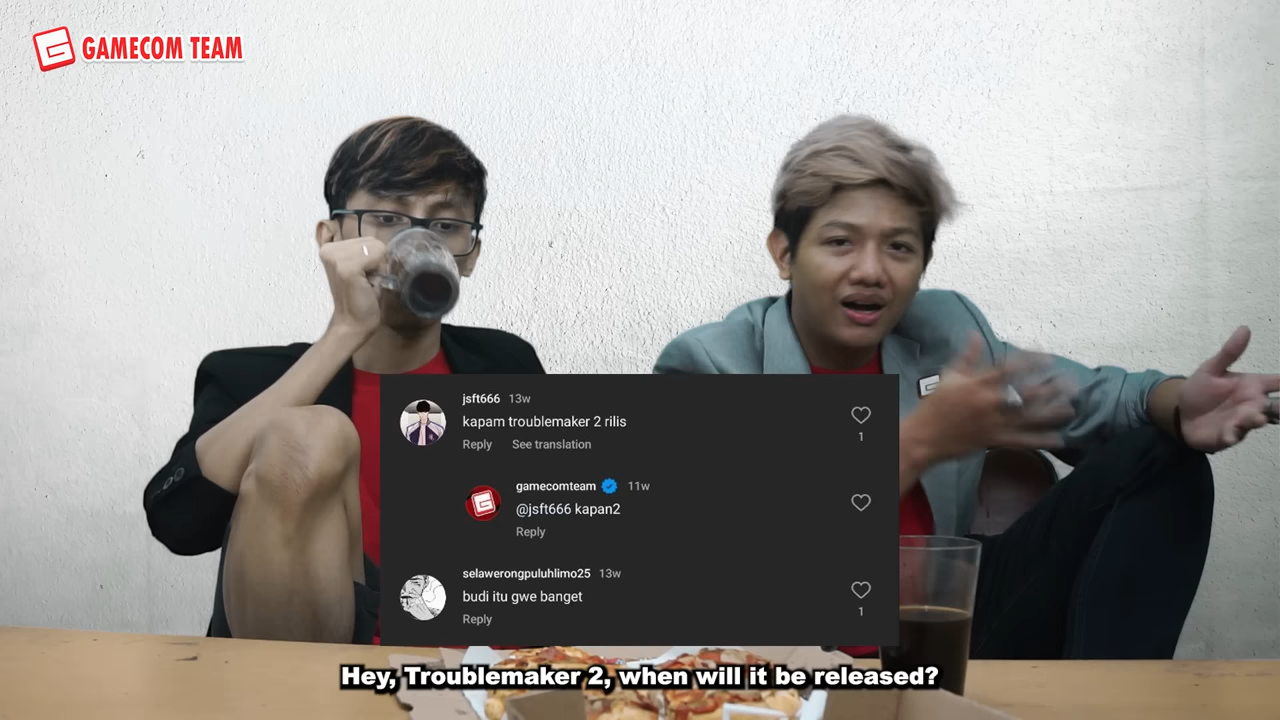 GAMECOM TEAM
jsft666 13w
kapam troublemaker 2 rilis
Reply See translation
1
gamecomteam 11w
@jsft666 kapan2
Reply
selawerongpuluhlimo25 13w
budi itu gwe banget
Reply
1
Hey, Troublemaker 2, when will it be released?